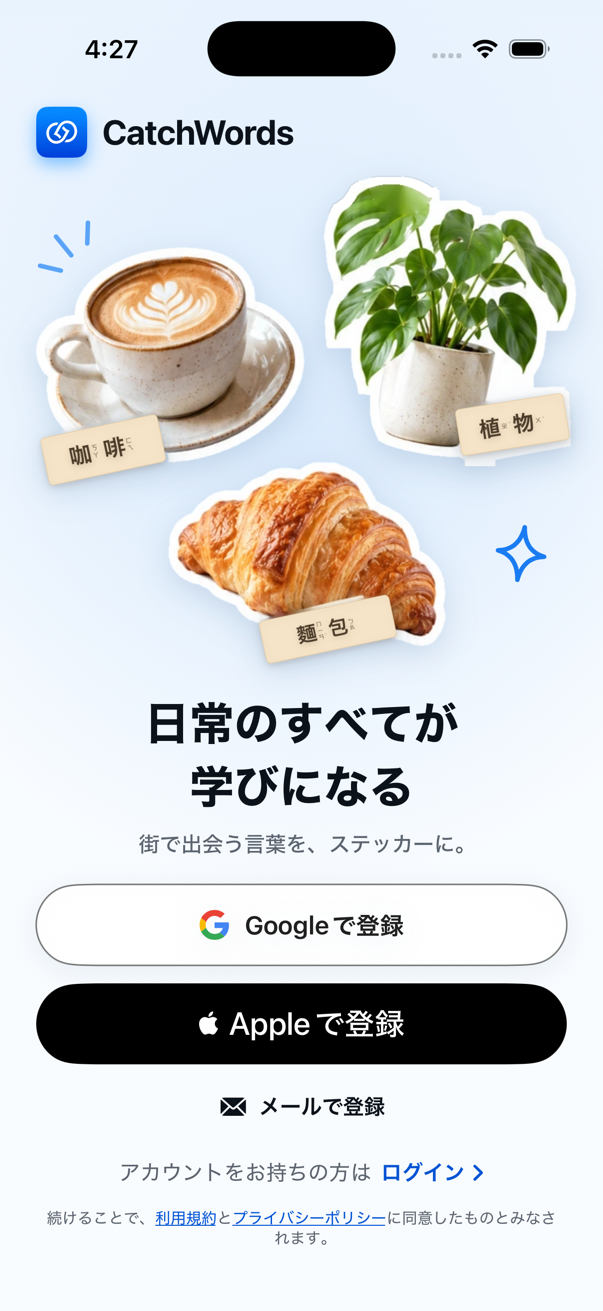 4:27
CatchWords
咖啡
植物
麵包
日常のすべてが
学びになる
街で出会う言葉を、ステッカーに。
Googleで登録
Appleで登録
メールで登録
アカウントをお持ちの方は ログイン
続けることで、利用規約とプライバシーポリシーに同意したものとみなさ
れます。